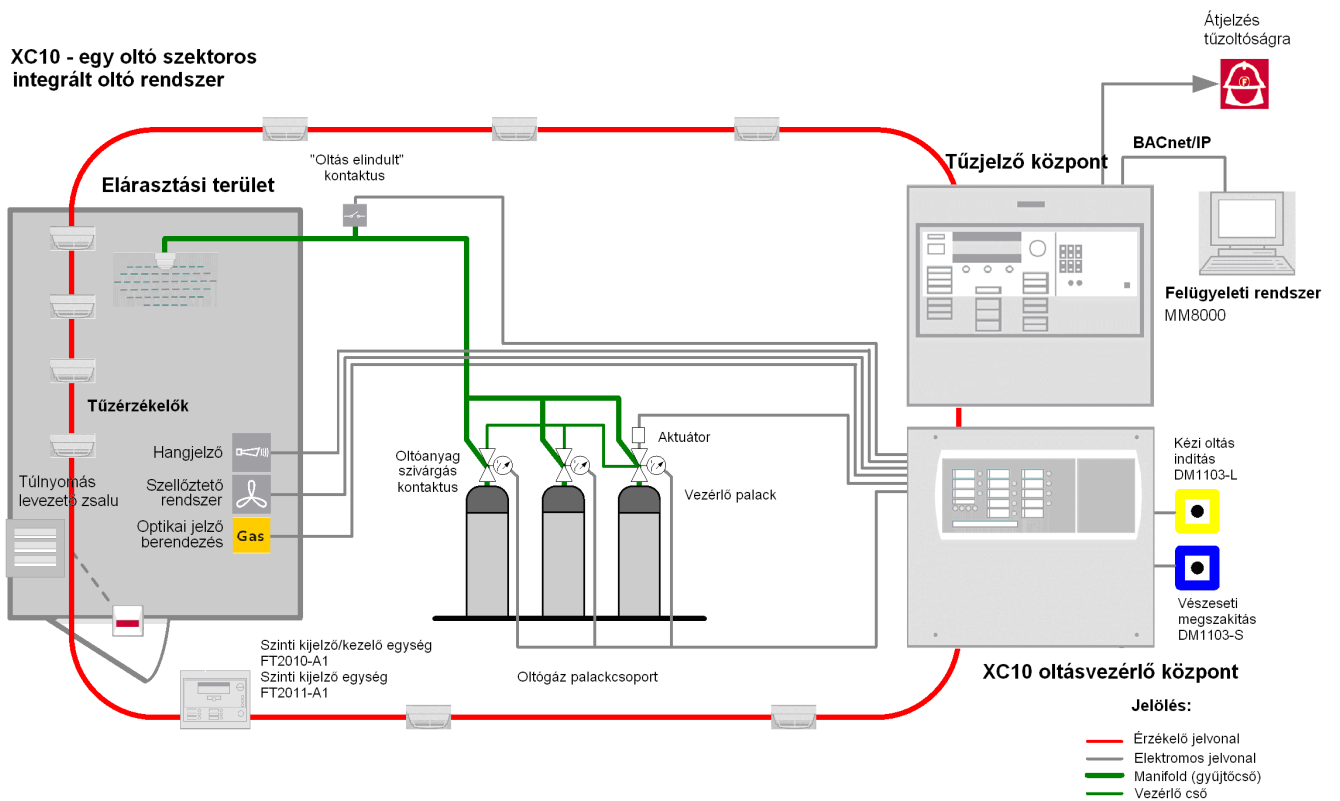 XC10 - egy oltó szektoros
integrált oltó rendszer
Átjelzés
tűzoltóságra
BACnet/IP
"Oltás elindult"
kontaktus
Tűzjelző központ
Elárasztási terület
Felügyeleti rendszer
MM8000
Tűzérzékelők
Hangjelző
Oltóanyag
szivárgás
kontaktus
Aktuátor
Túlnyomás
levezető zsalu
Szellőztető
rendszer
Vezérlő palack
Kézi oltás
indítás
DM1103-L
Optikai jelző
berendezés
Gas
Vészeseti
megszakítás
DM1103-S
Szinti kijelző/kezelő egység
FT2010-A1
Szinti kijelző egység
FT2011-A1
Oltógáz palackcsoport
XC10 oltásvezérlő központ
Jelölés:
Érzékelő jelvonal
Elektromos jelvonal
Manifold (gyűjtőcső)
Vezérlő cső